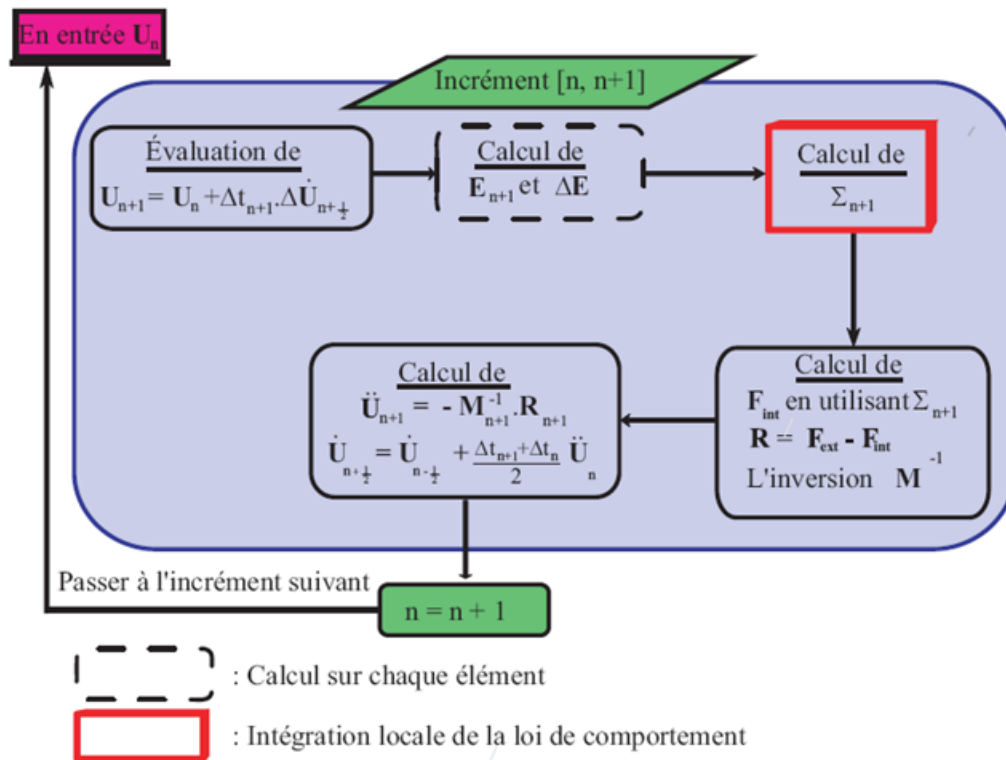 En entrée Uₙ
Incrément [n, n+1]
Évaluation de
Uₙ₊₁ = Uₙ +Δtₙ₊₁.ΔU̇ₙ₊½
Calcul de
Eₙ₊₁ et ΔE
Calcul de
Σₙ₊₁
Calcul de
F_int en utilisant Σₙ₊₁
R = F_ext - F_int
L'inversion M⁻¹
Calcul de
Üₙ₊₁ = - M⁻¹ₙ₊₁.Rₙ₊₁
U̇ₙ₊½ = U̇ₙ₋½ + (Δtₙ₊₁+Δtₙ)/2 Üₙ
Passer à l'incrément suivant
n = n + 1
: Calcul sur chaque élément
: Intégration locale de la loi de comportement